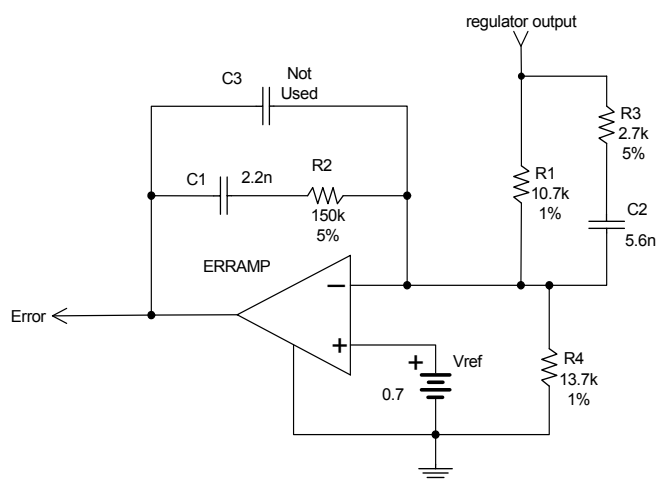 regulator output
C3
Not
Used
C1
2.2n
R2
150k
5%
R3
2.7k
5%
R1
10.7k
1%
C2
5.6n
ERRAMP
Error
Vref
0.7
R4
13.7k
1%